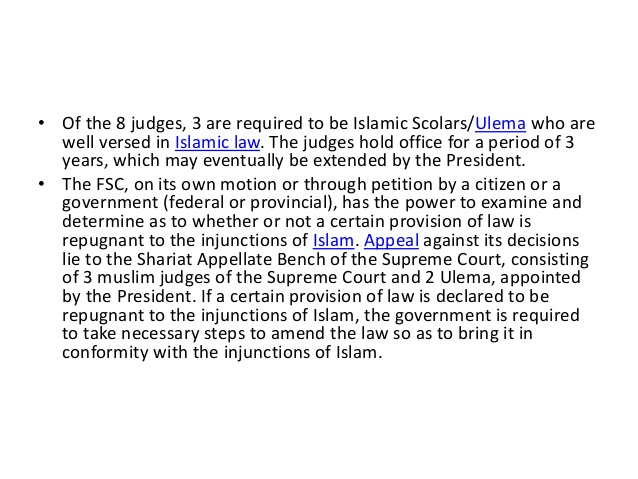 • Of the 8 judges, 3 are required to be Islamic Scolars/Ulema who are
well versed in Islamic law. The judges hold office for a period of 3
years, which may eventually be extended by the President.
• The FSC, on its own motion or through petition by a citizen or a
government (federal or provincial), has the power to examine and
determine as to whether or not a certain provision of law is
repugnant to the injunctions of Islam. Appeal against its decisions
lie to the Shariat Appellate Bench of the Supreme Court, consisting
of 3 muslim judges of the Supreme Court and 2 Ulema, appointed
by the President. If a certain provision of law is declared to be
repugnant to the injunctions of Islam, the government is required
to take necessary steps to amend the law so as to bring it in
conformity with the injunctions of Islam.